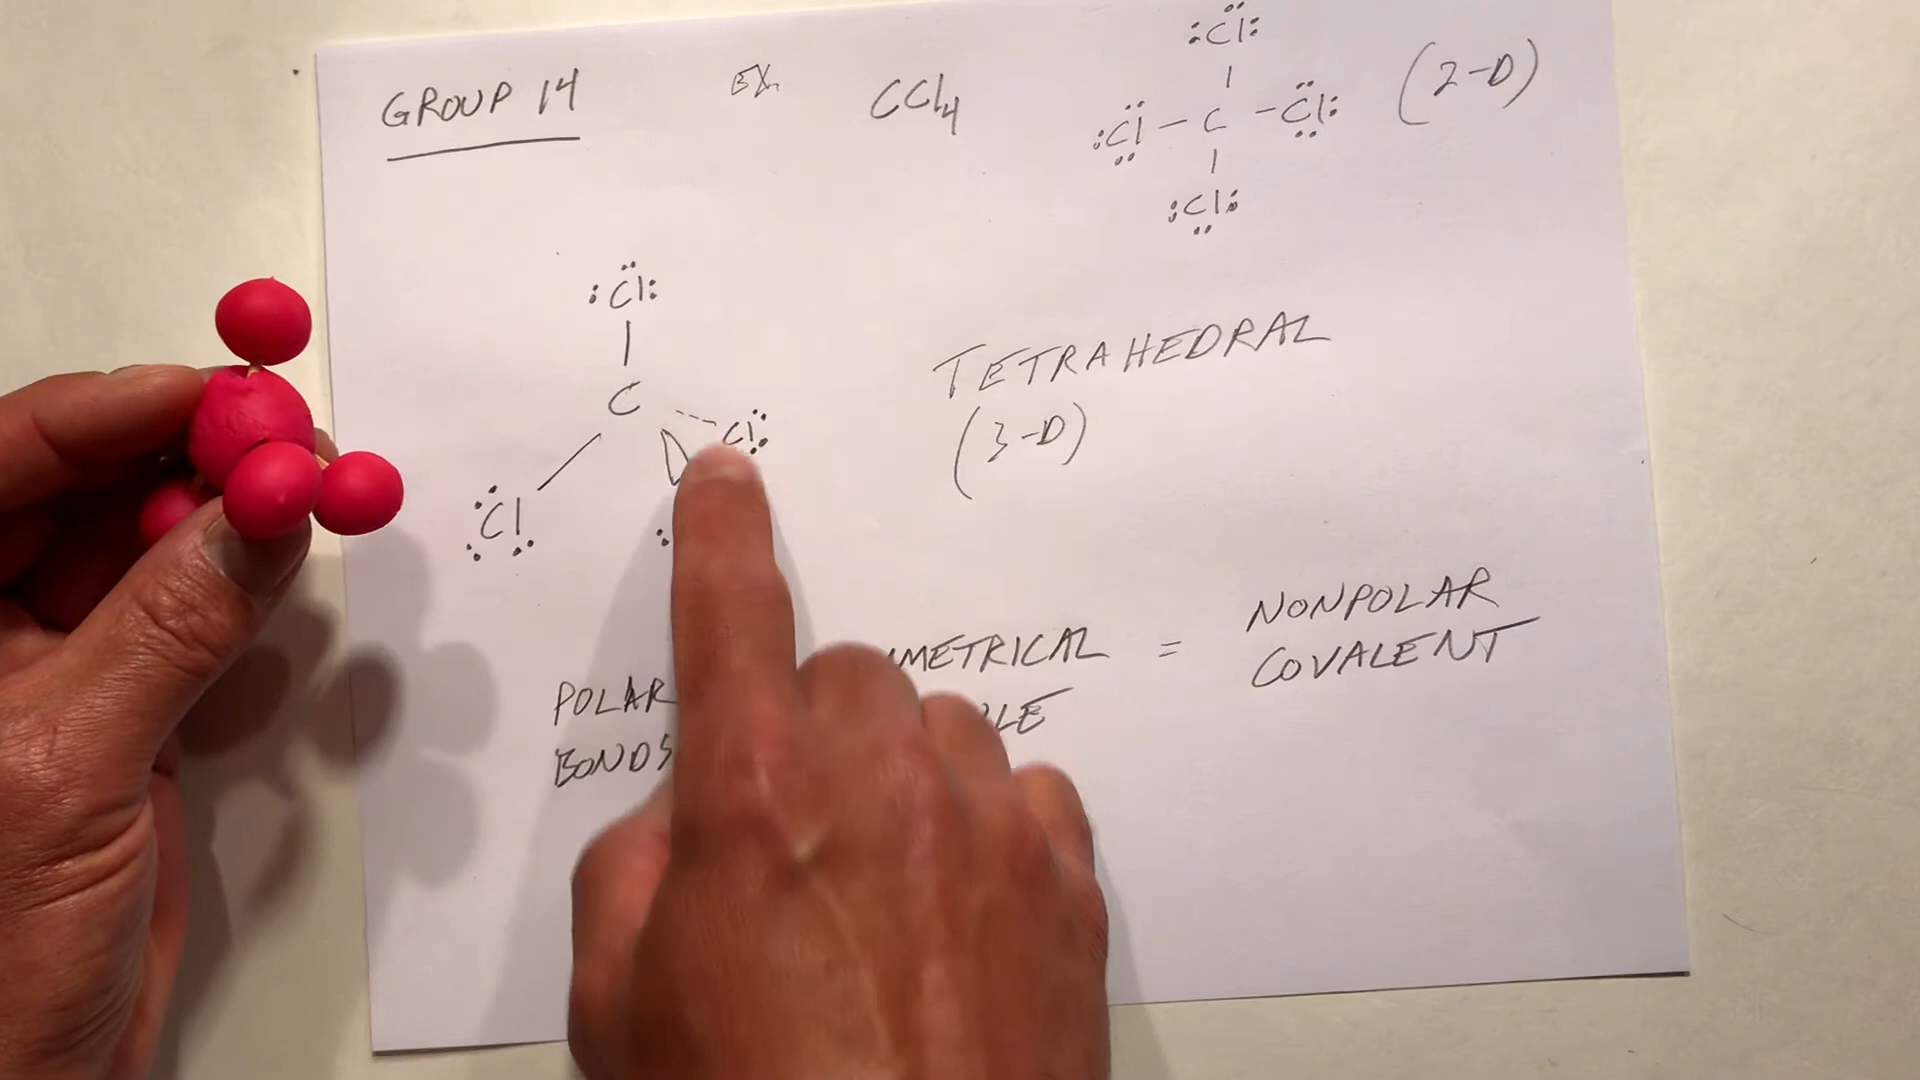 GROUP 14 EX. CCl4
:Cl:
:Cl - C - Cl: (2-D)
:Cl:
:Cl:
C
Cl:
Cl
TETRAHEDRAL
(3-D)
NONPOLAR
METRICAL = COVALENT
POLAR
BONDS